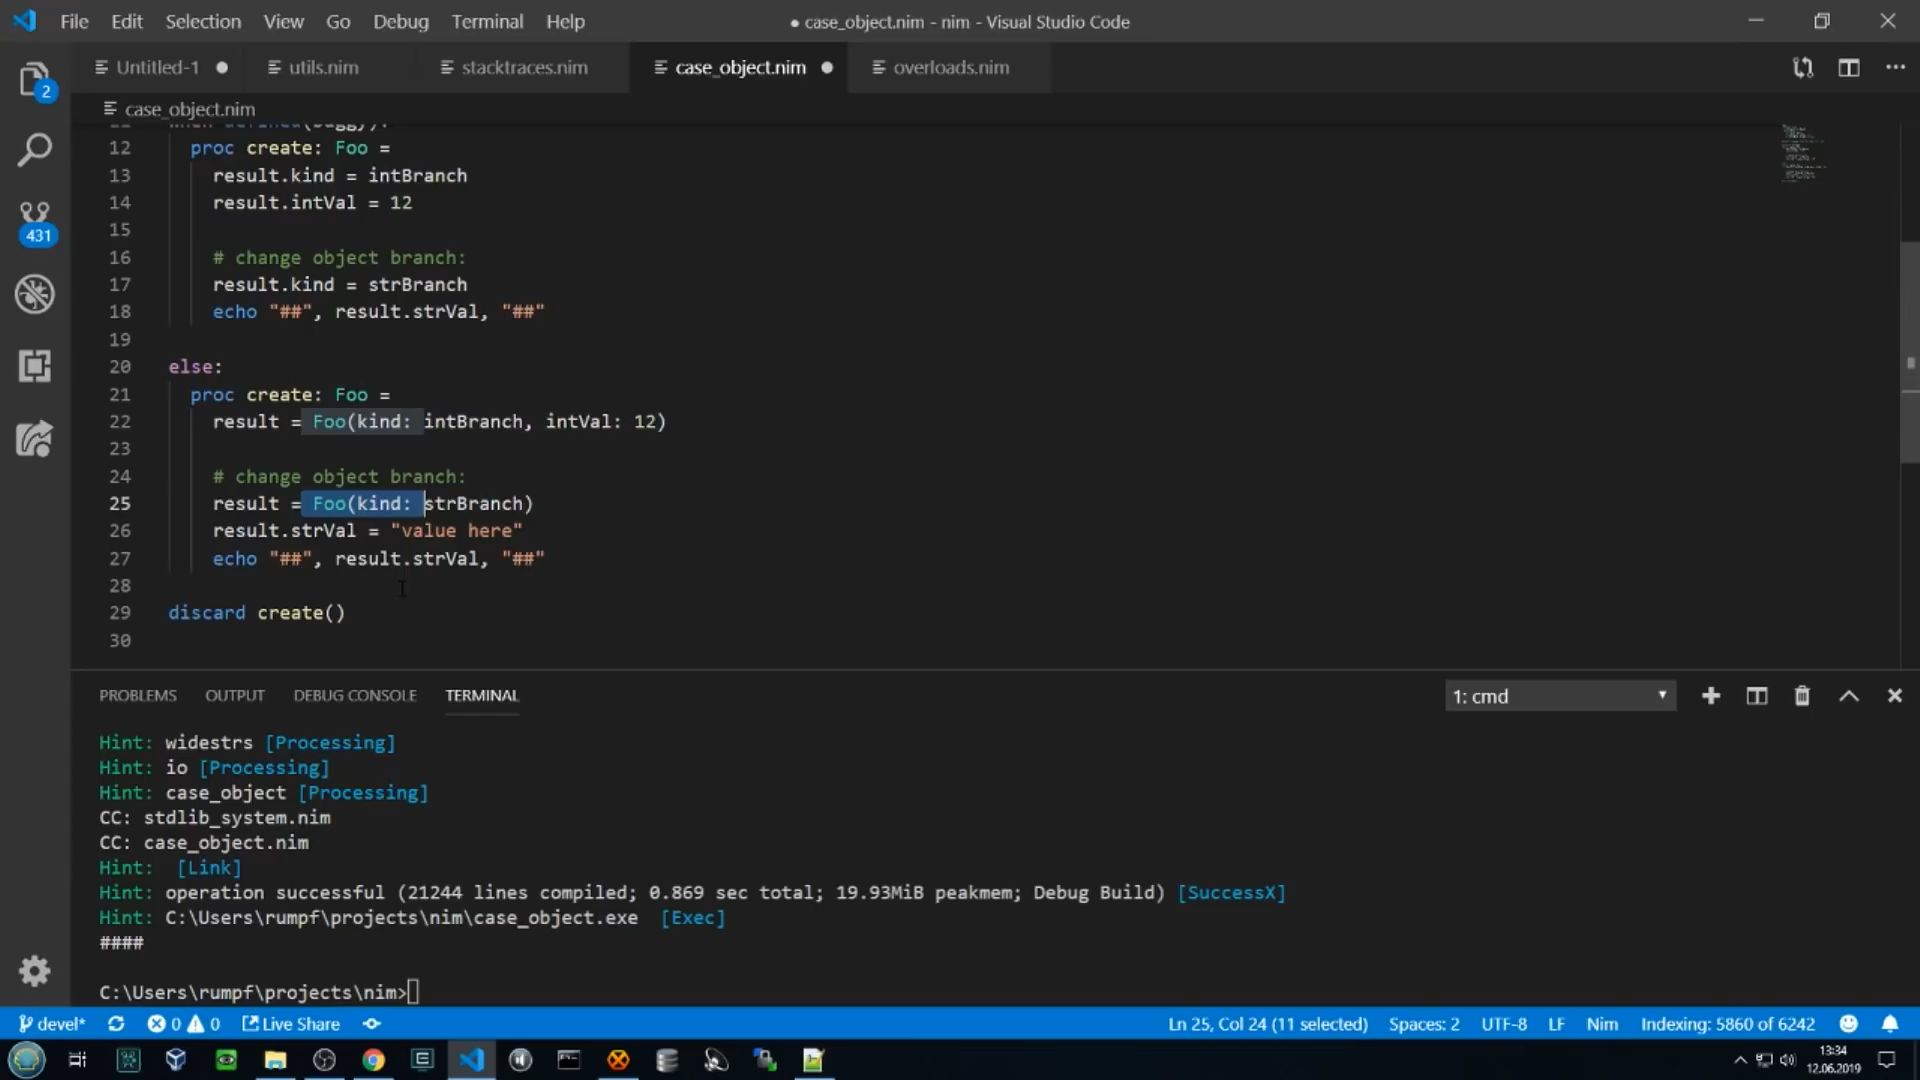 File Edit Selection View Go Debug Terminal Help
● case_object.nim - nim - Visual Studio Code
Untitled-1
utils.nim
stacktraces.nim
case_object.nim
overloads.nim
2
case_object.nim
12 proc create: Foo =
13 result.kind = intBranch
14 result.intVal = 12
15
16 # change object branch:
17 result.kind = strBranch
18 echo "##", result.strVal, "##"
19
20 else:
21 proc create: Foo =
22 result = Foo(kind: intBranch, intVal: 12)
23
24 # change object branch:
25 result = Foo(kind: strBranch)
26 result.strVal = "value here"
27 echo "##", result.strVal, "##"
28
29 discard create()
30
431
PROBLEMS OUTPUT DEBUG CONSOLE TERMINAL
1: cmd
Hint: widestrs [Processing]
Hint: io [Processing]
Hint: case_object [Processing]
CC: stdlib_system.nim
CC: case_object.nim
Hint: [Link]
Hint: operation successful (21244 lines compiled; 0.869 sec total; 19.93MiB peakmem; Debug Build) [SuccessX]
Hint: C:\Users\rumpf\projects\nim\case_object.exe [Exec]
####
C:\Users\rumpf\projects\nim>
devel* 0 0 Live Share
Ln 25, Col 24 (11 selected) Spaces: 2 UTF-8 LF Nim Indexing: 5860 of 6242
13:34
12.06.2019